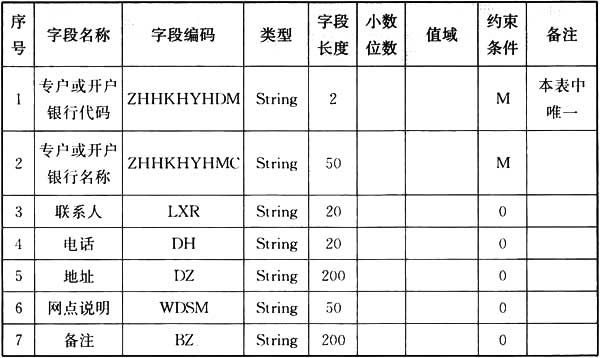 序号 字段名称 字段编码 类型 字段长度 小数位数 值域 约束条件 备注
1 专户或开户银行代码 ZHHKHYHDM String 2 M 本表中唯一
2 专户或开户银行名称 ZHHKHYHMC String 50 M
3 联系人 LXR String 20 0
4 电话 DH String 20 0
5 地址 DZ String 200 0
6 网点说明 WDSM String 50 0
7 备注 BZ String 200 0